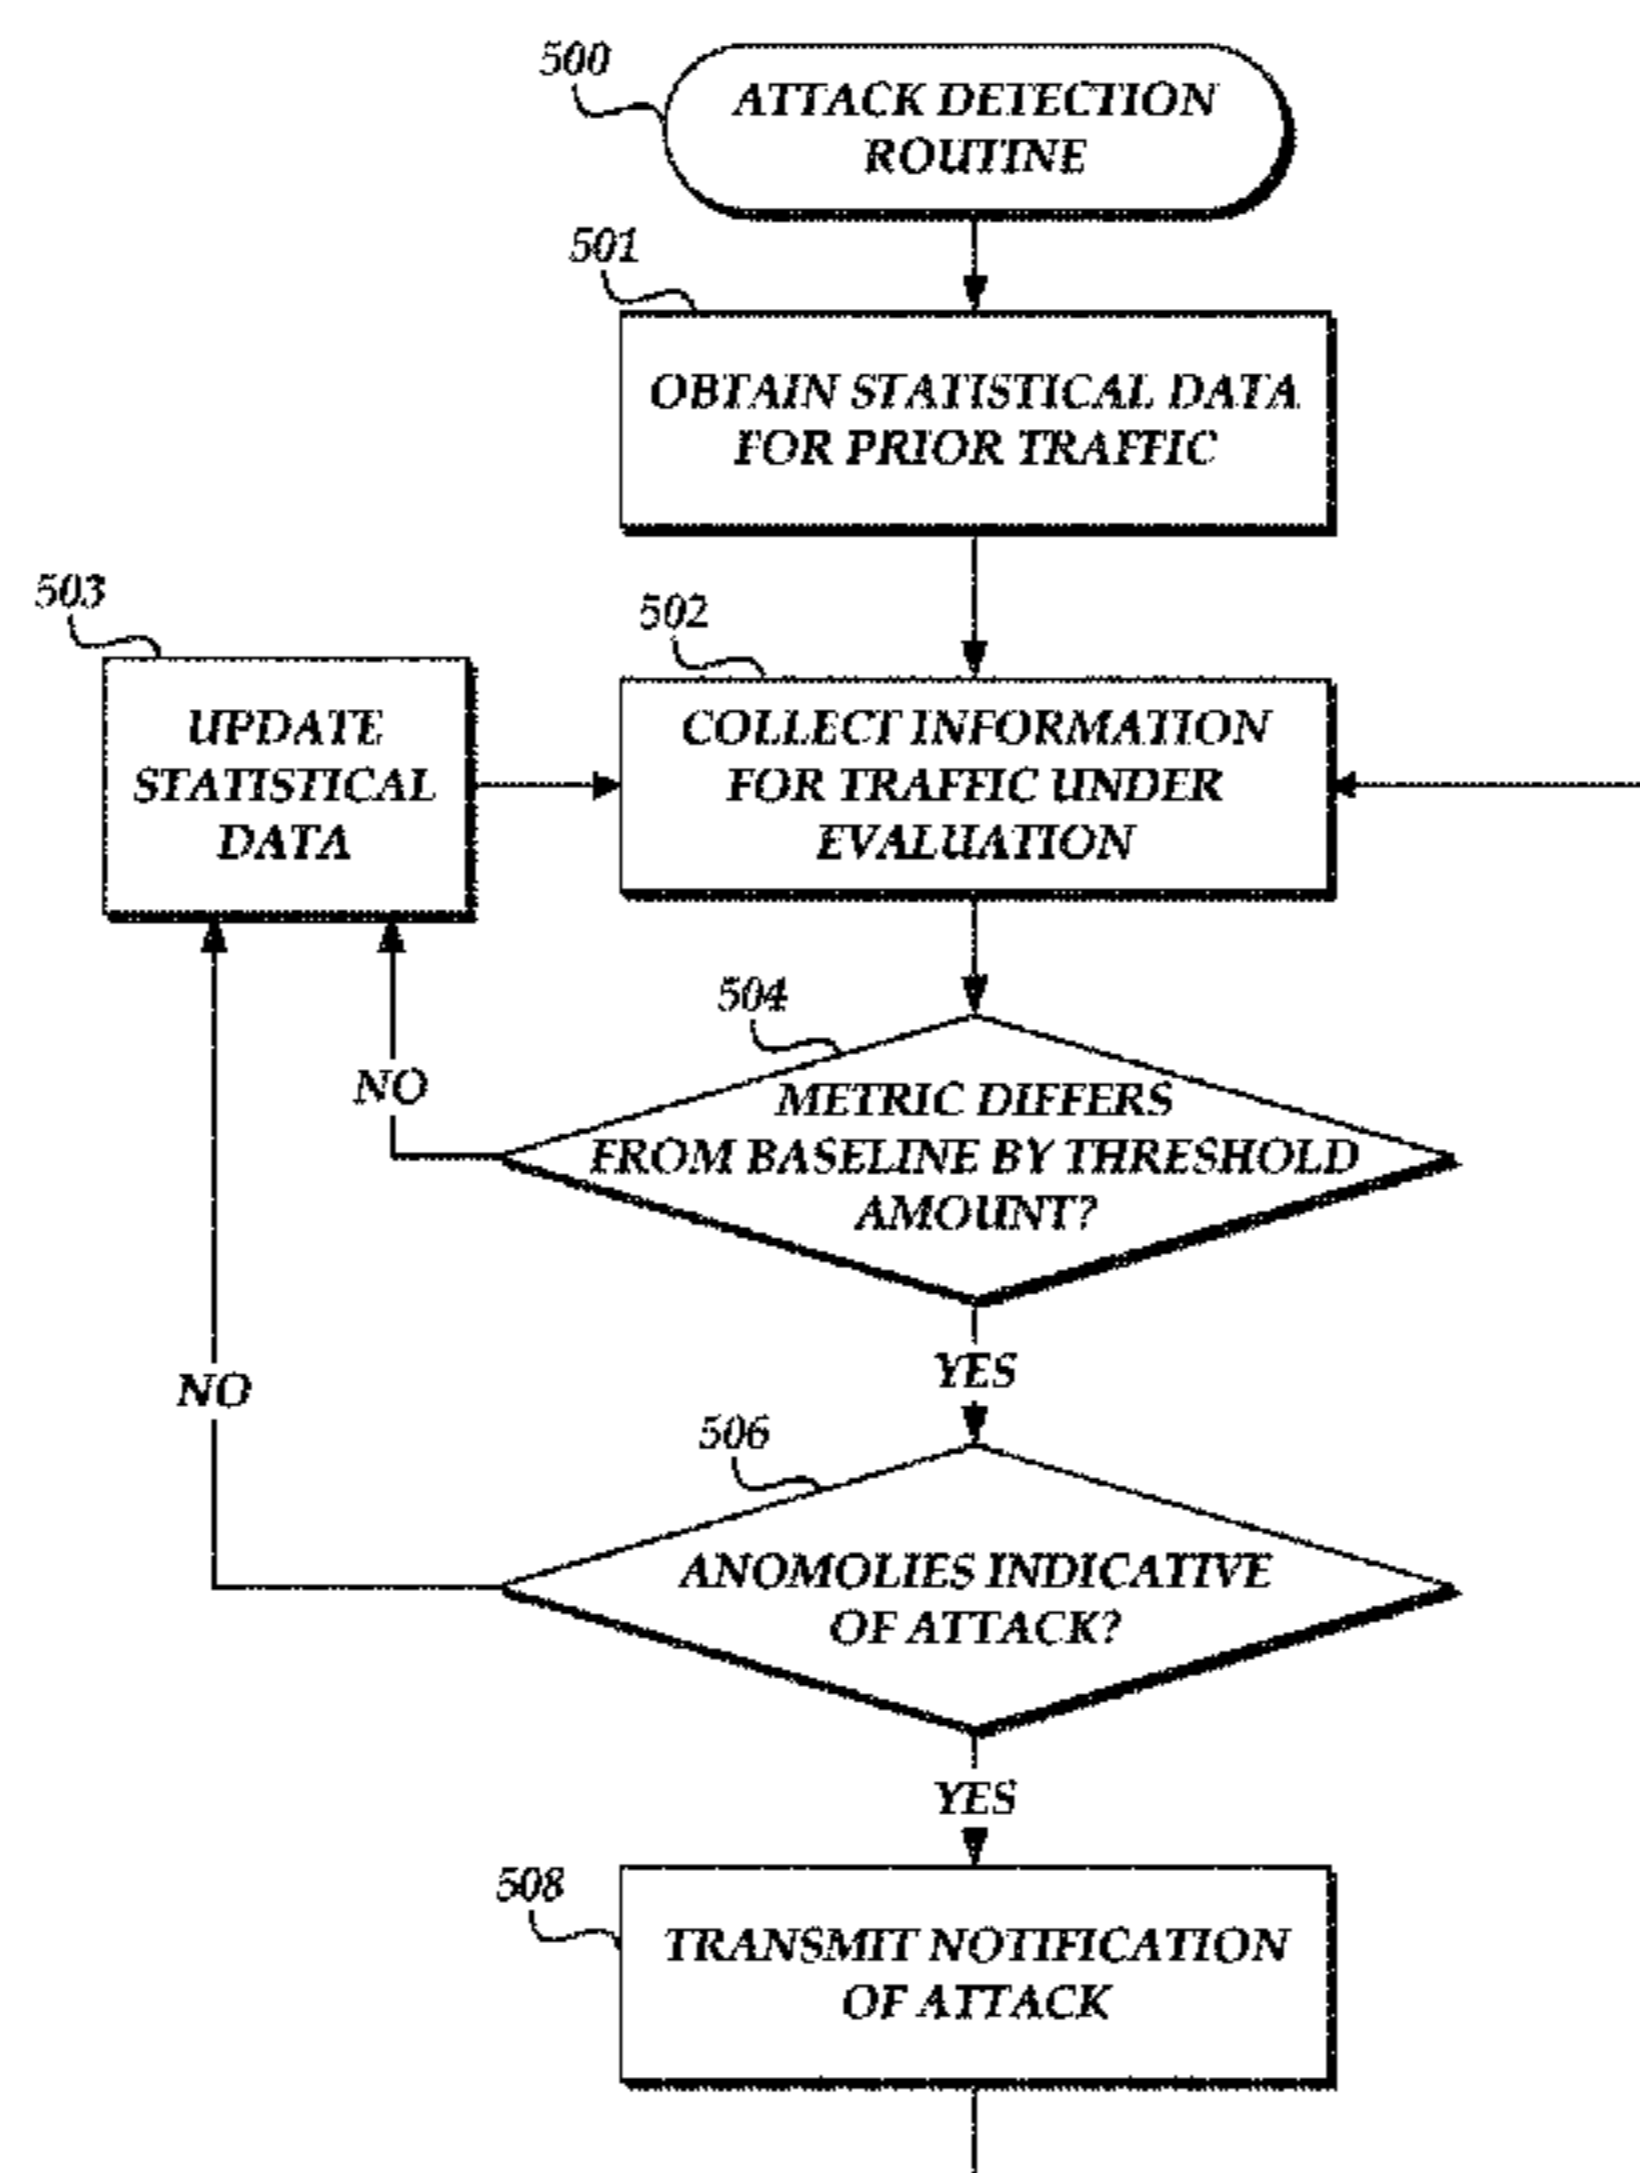 500
ATTACK DETECTION
ROUTINE
501
OBTAIN STATISTICAL DATA
FOR PRIOR TRAFFIC
503
UPDATE
STATISTICAL
DATA
502
COLLECT INFORMATION
FOR TRAFFIC UNDER
EVALUATION
504
METRIC DIFFERS
FROM BASELINE BY THRESHOLD
AMOUNT?
NO
YES
NO
506
ANOMOLIES INDICATIVE
OF ATTACK?
YES
508
TRANSMIT NOTIFICATION
OF ATTACK